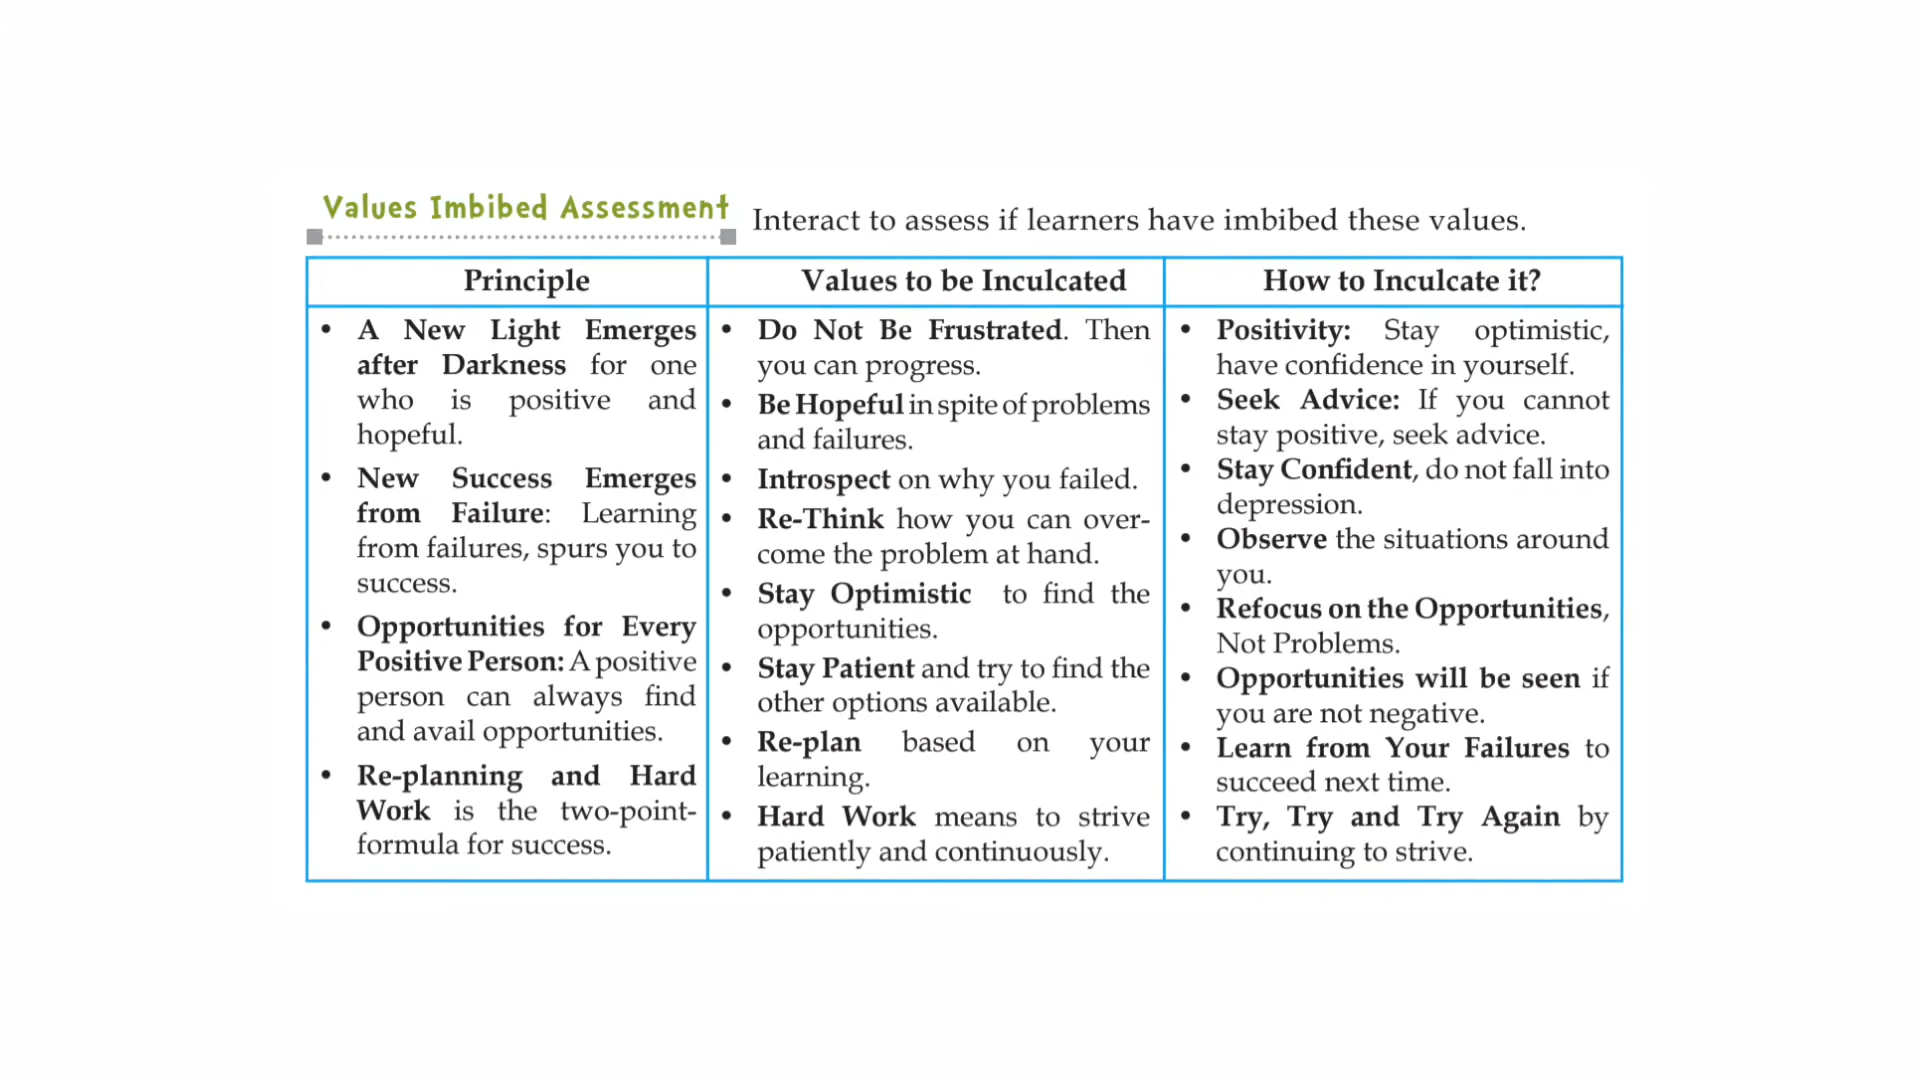 Values Imbibed Assessment Interact to assess if learners have imbibed these values.
Principle
• A New Light Emerges
after Darkness for one
who is positive and
hopeful.
• New Success Emerges
from Failure: Learning
from failures, spurs you to
success.
• Opportunities for Every
Positive Person: A positive
person can always find
and avail opportunities.
• Re-planning and Hard
Work is the two-point-
formula for success.
Values to be Inculcated
• Do Not Be Frustrated. Then
you can progress.
• Be Hopeful in spite of problems
and failures.
• Introspect on why you failed.
• Re-Think how you can over-
come the problem at hand.
• Stay Optimistic to find the
opportunities.
• Stay Patient and try to find the
other options available.
• Re-plan based on your
learning.
• Hard Work means to strive
patiently and continuously.
How to Inculcate it?
• Positivity: Stay optimistic,
have confidence in yourself.
• Seek Advice: If you cannot
stay positive, seek advice.
• Stay Confident, do not fall into
depression.
• Observe the situations around
you.
• Refocus on the Opportunities,
Not Problems.
• Opportunities will be seen if
you are not negative.
• Learn from Your Failures to
succeed next time.
• Try, Try and Try Again by
continuing to strive.